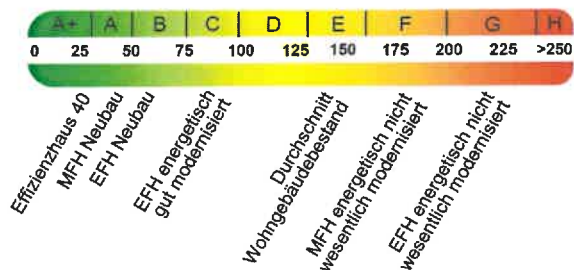 A+ A B C D E F G H
0 25 50 75 100 125 150 175 200 225 >250
Effizienzhaus 40
MFH Neubau
EFH Neubau
EFH energetisch
gut modernisiert
Durchschnitt
Wohngebäudebestand
MFH energetisch nicht
wesentlich modernisiert
EFH energetisch nicht
wesentlich modernisiert